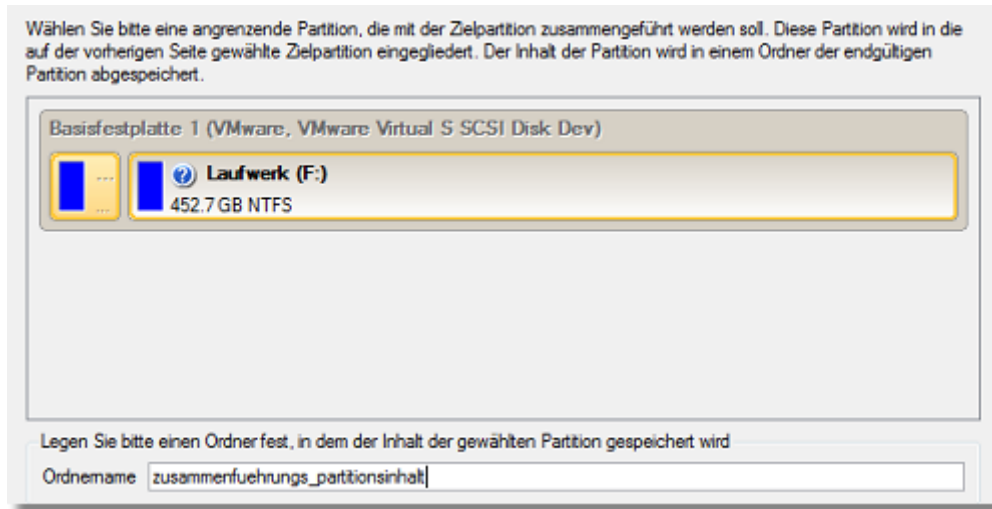 Wählen Sie bitte eine angrenzende Partition, die mit der Zielpartition zusammengeführt werden soll. Diese Partition wird in die
auf der vorherigen Seite gewählte Zielpartition eingegliedert. Der Inhalt der Partition wird in einem Ordner der endgültigen
Partition abgespeichert.
Basisfestplatte 1 (VMware, VMware Virtual S SCSI Disk Dev)
...
...
Laufwerk (F:)
452.7 GB NTFS
Legen Sie bitte einen Ordner fest, in dem der Inhalt der gewählten Partition gespeichert wird
Ordnername zusammenfuehrungs_partitionsinhalt